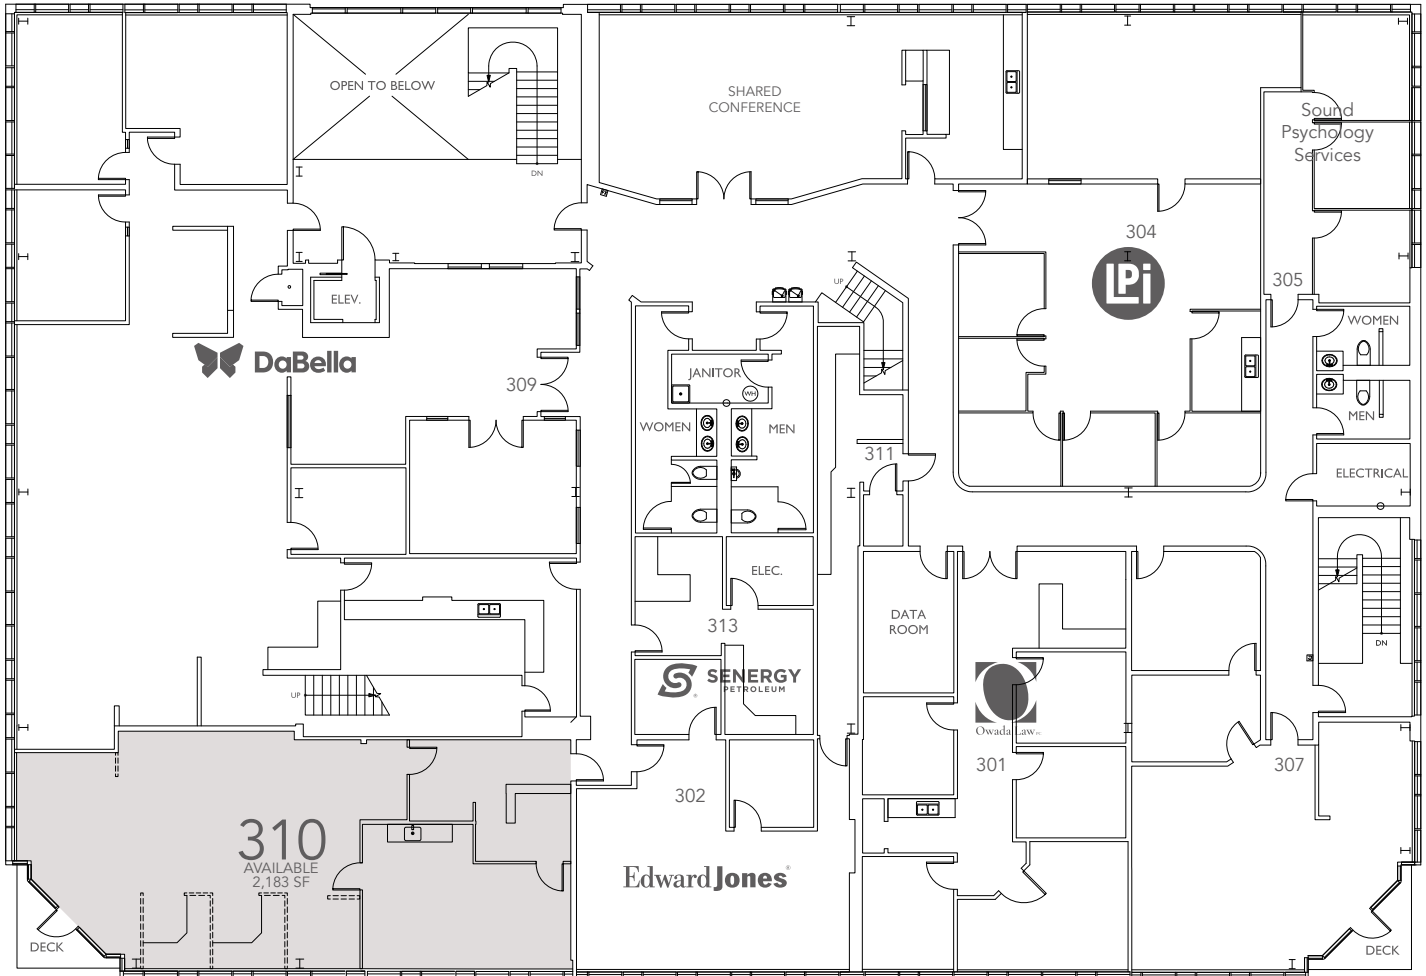 OPEN TO BELOW
DN
SHARED
CONFERENCE
Sound
Psychology
Services
304
LPi
305
ELEV.
UP
DaBella
309
WOMEN
MEN
JANITOR
WH
WOMEN
MEN
311
ELECTRICAL
ELEC.
DATA
ROOM
313
SENERGY
PETROLEUM
DN
UP
Owada Law PC
301
307
302
310
AVAILABLE
2,183 SF
EdwardJones®
DECK
DECK